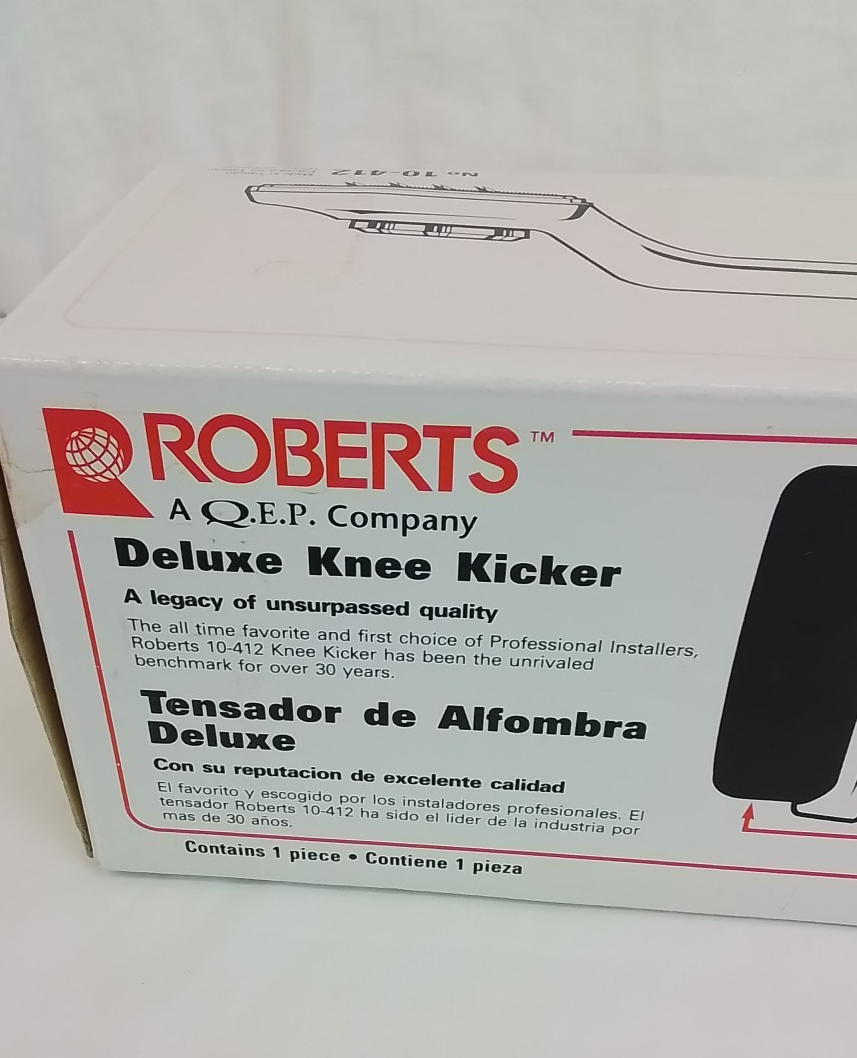 No 10-412
ROBERTS™
A Q.E.P. Company
Deluxe Knee Kicker
A legacy of unsurpassed quality
The all time favorite and first choice of Professional Installers,
Roberts 10-412 Knee Kicker has been the unrivaled
benchmark for over 30 years.
Tensador de Alfombra
Deluxe
Con su reputacion de excelente calidad
El favorito y escogido por los instaladores profesionales. El
tensador Roberts 10-412 ha sido el lider de la industria por
mas de 30 años.
Contains 1 piece • Contiene 1 pieza